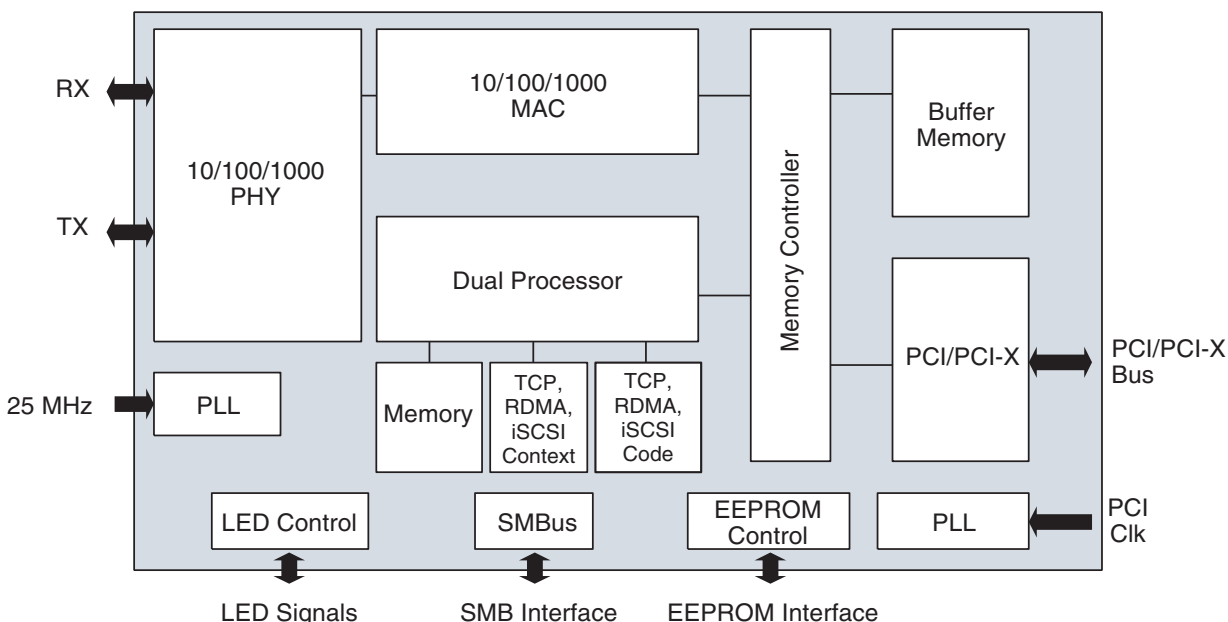 RX
TX
25 MHz
10/100/1000
PHY
10/100/1000
MAC
Dual Processor
Memory Controller
Buffer
Memory
PCI/PCI-X
PCI/PCI-X
Bus
PLL
Memory
TCP,
RDMA,
iSCSI
Context
TCP,
RDMA,
iSCSI
Code
LED Control
SMBus
EEPROM
Control
PLL
PCI
Clk
LED Signals
SMB Interface
EEPROM Interface